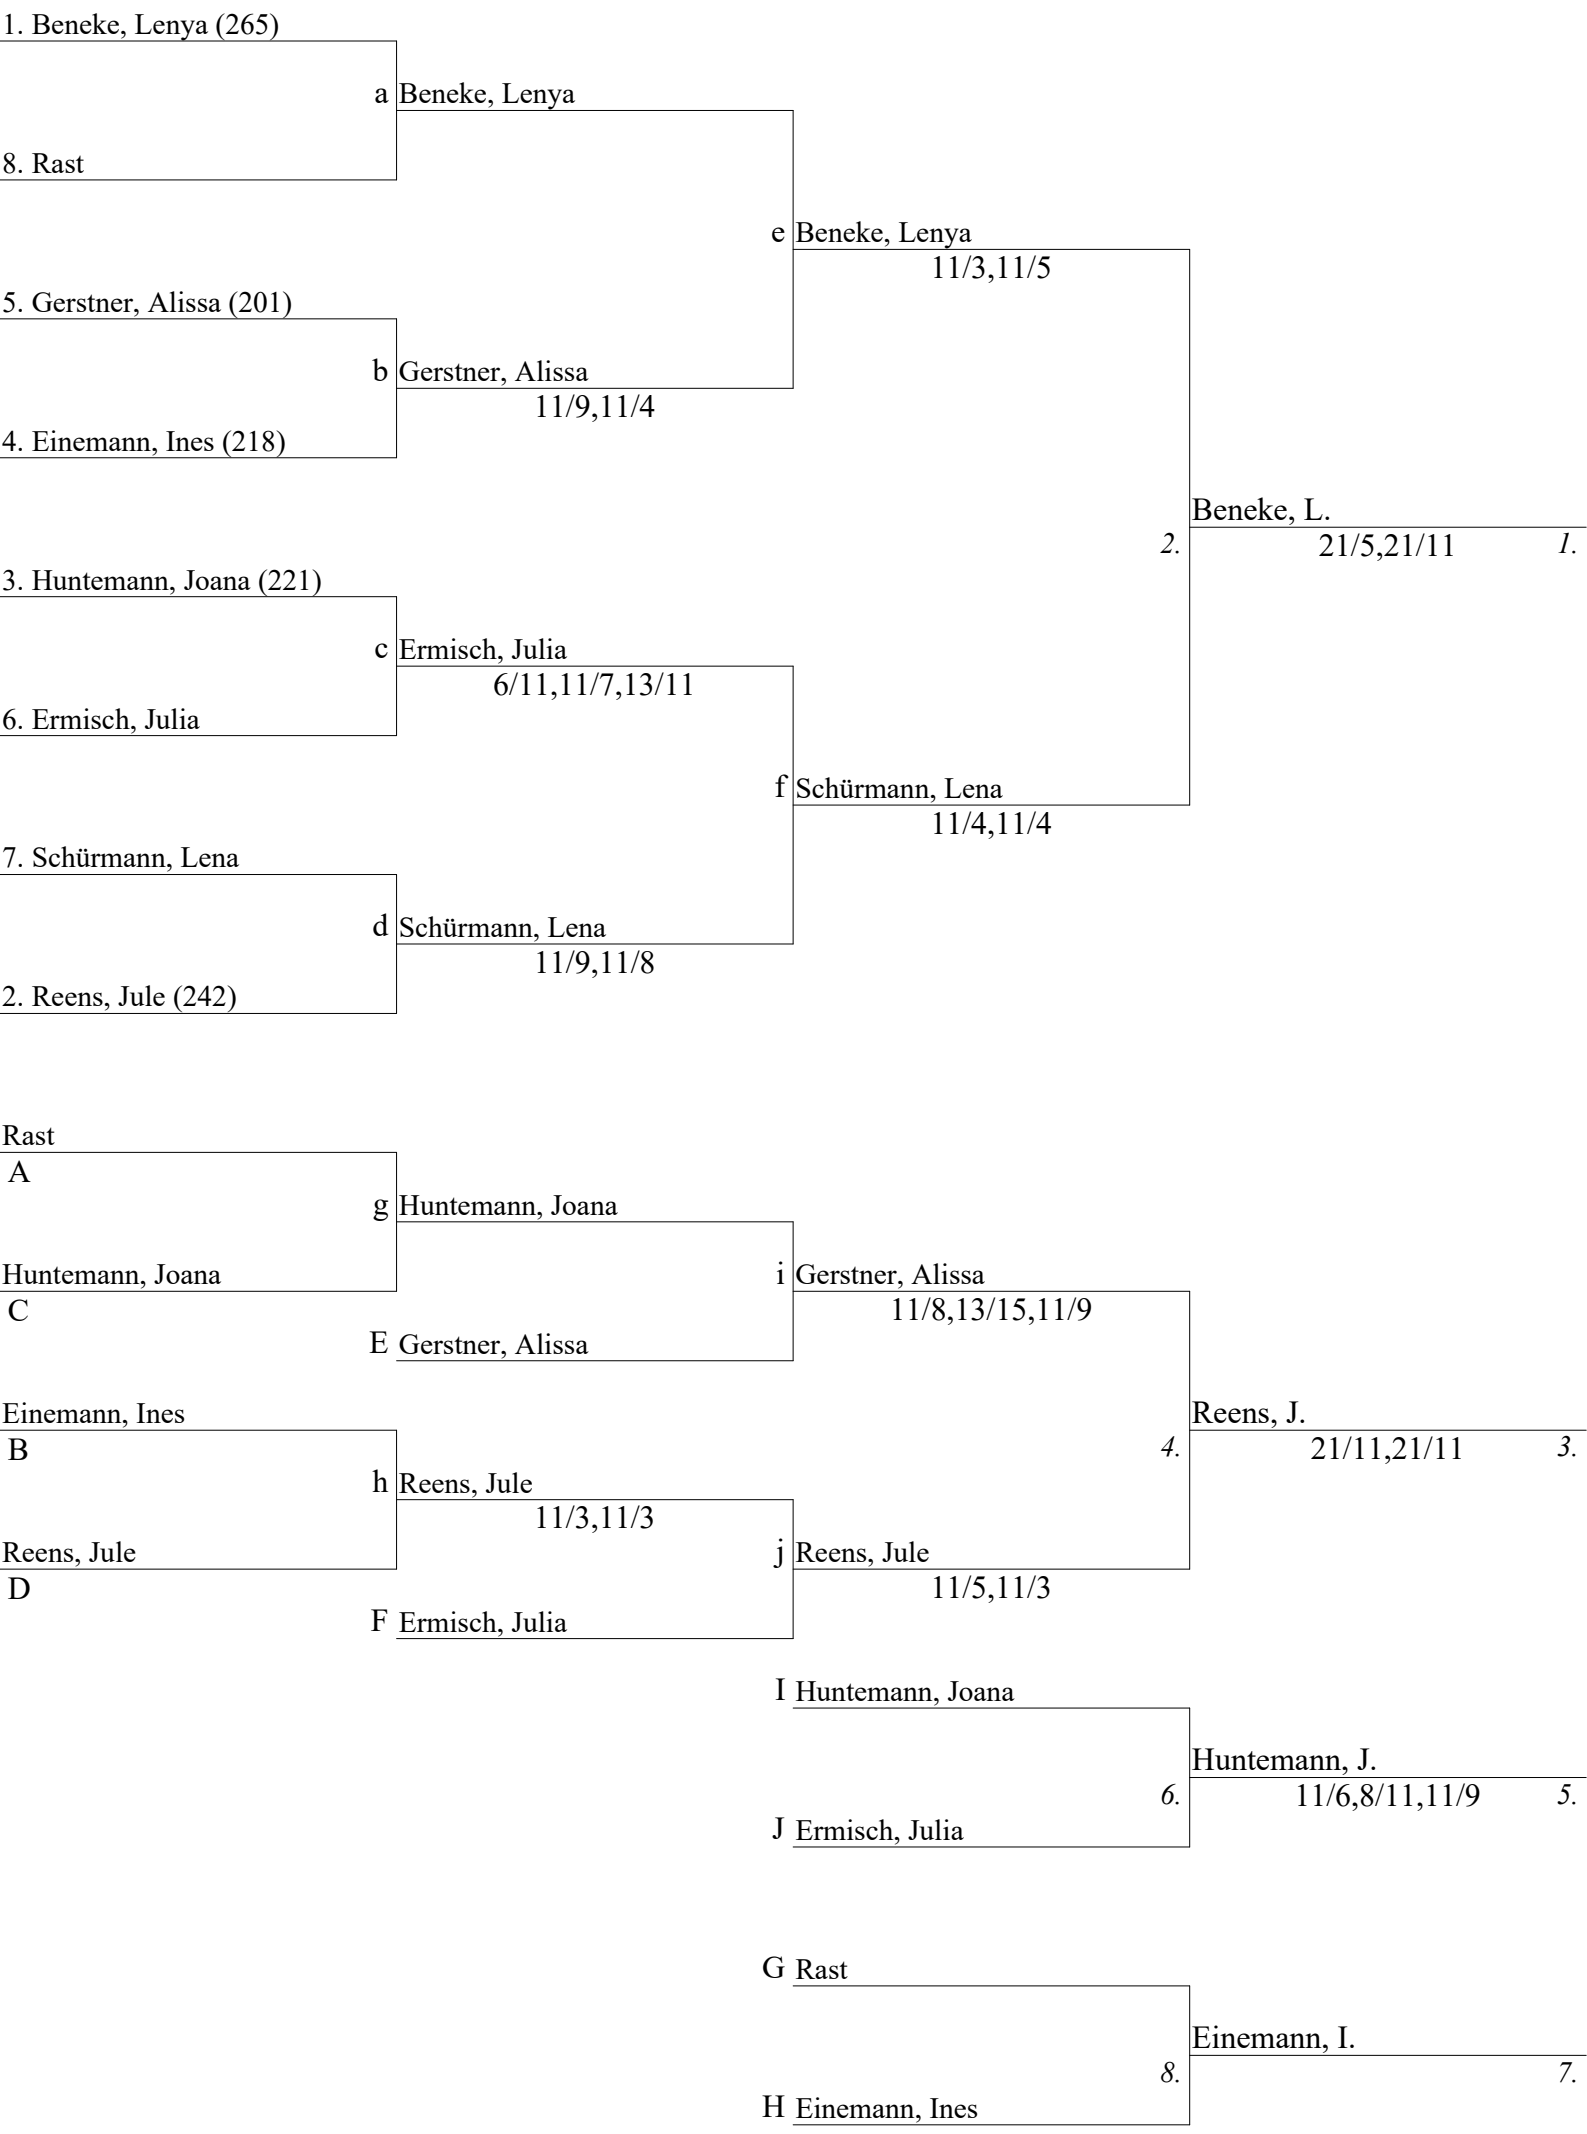 1. Beneke, Lenya (265)
a Beneke, Lenya
8. Rast
e Beneke, Lenya
11/3,11/5
5. Gerstner, Alissa (201)
b Gerstner, Alissa
11/9,11/4
4. Einemann, Ines (218)
Beneke, L.
2. 21/5,21/11 1.
3. Huntemann, Joana (221)
c Ermisch, Julia
6/11,11/7,13/11
6. Ermisch, Julia
f Schürmann, Lena
11/4,11/4
7. Schürmann, Lena
d Schürmann, Lena
11/9,11/8
2. Reens, Jule (242)
Rast
A
g Huntemann, Joana
Huntemann, Joana
i Gerstner, Alissa
C
11/8,13/15,11/9
E Gerstner, Alissa
Einemann, Ines
Reens, J.
B
4. 21/11,21/11 3.
h Reens, Jule
11/3,11/3
Reens, Jule
j Reens, Jule
D
11/5,11/3
F Ermisch, Julia
I Huntemann, Joana
Huntemann, J.
6. 11/6,8/11,11/9 5.
J Ermisch, Julia
G Rast
Einemann, I.
8. 7.
H Einemann, Ines